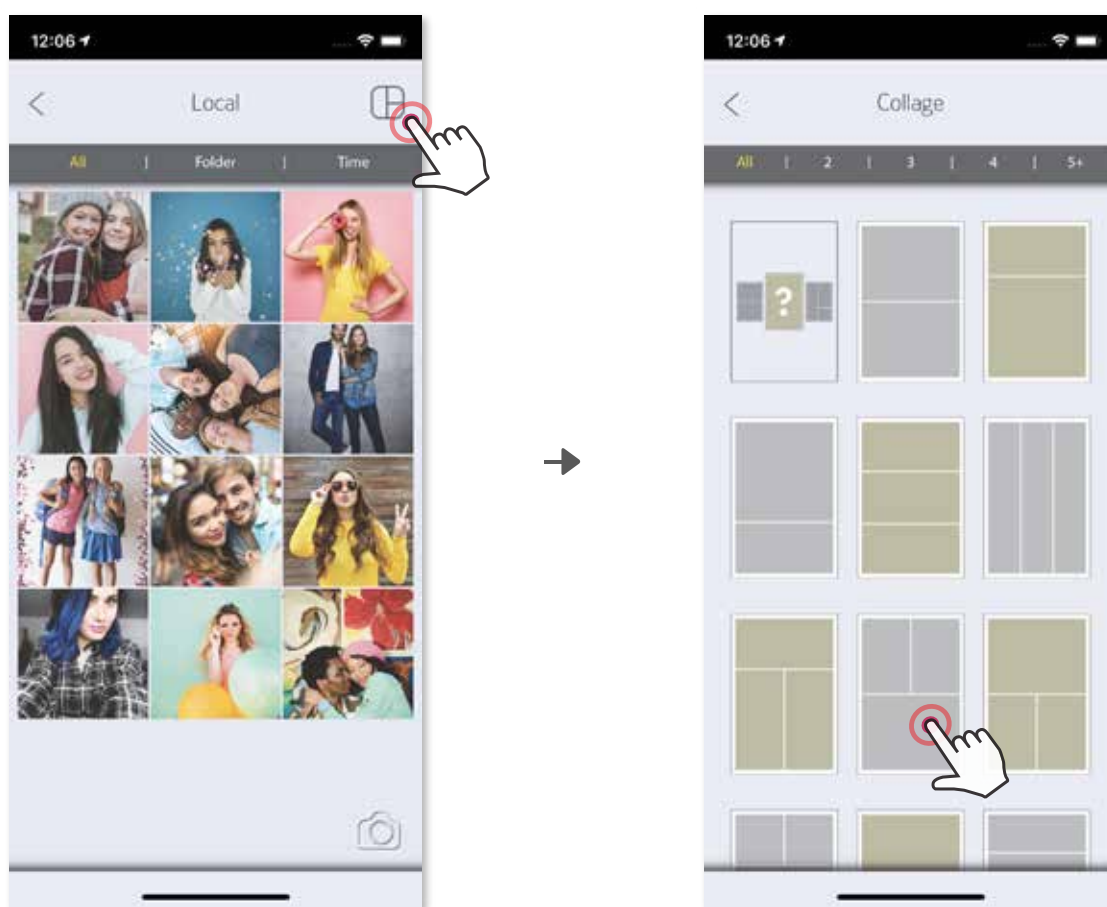 12:06
Local
All | Folder | Time
12:06
Collage
All | 2 | 3 | 4 | 5+
?